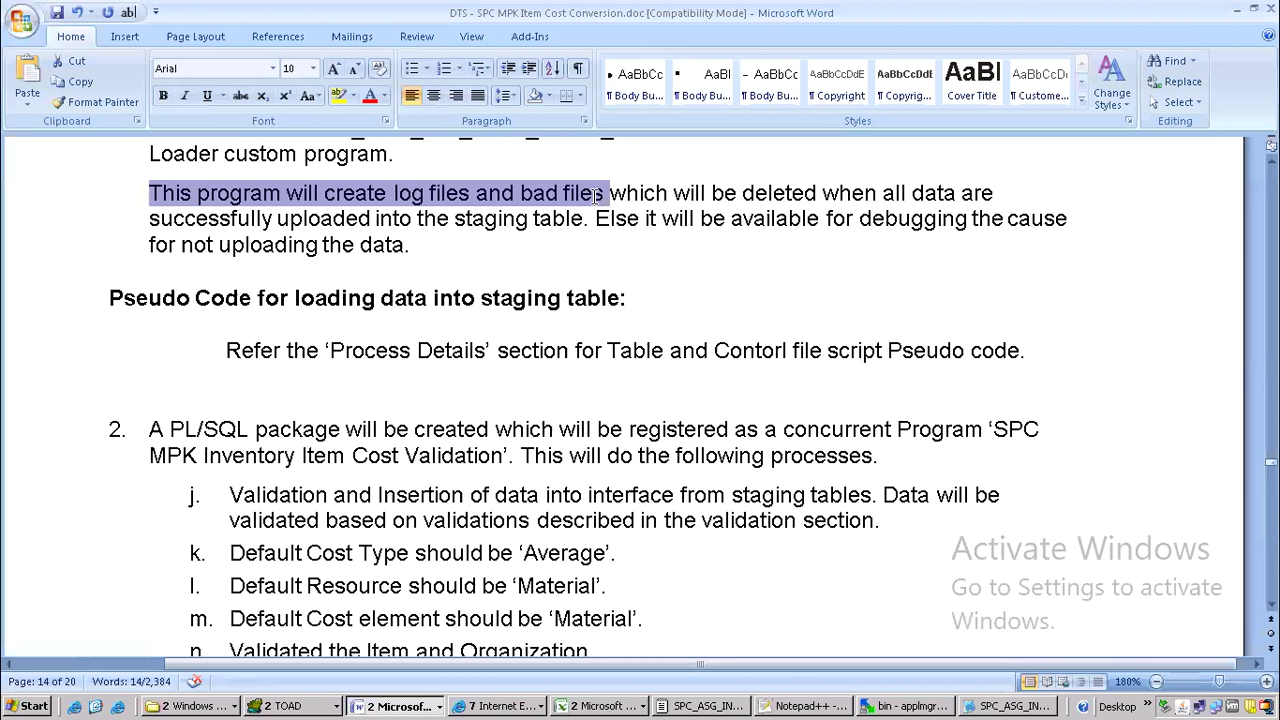 DTS - SPC MPK Item Cost Conversion.doc [Compatibility Mode] - Microsoft Word
Home Insert Page Layout References Mailings Review View Add-Ins
Paste Cut Copy Format Painter Clipboard
Arial 10 Font
Paragraph
AaBbCc AaBl AaBbCc AaBbCcDdE AaBbCcDdE AaBl AaBbCcDdE
¶ Body Bu... ¶ Body Bu... ¶ Body Bu... ¶ Copyright ¶ Copyrig... Cover Title ¶ Custome...
Change Styles Styles
Find Replace Select Editing
Loader custom program.
This program will create log files and bad files which will be deleted when all data are
successfully uploaded into the staging table. Else it will be available for debugging the cause
for not uploading the data.
Pseudo Code for loading data into staging table:
Refer the ‘Process Details’ section for Table and Contorl file script Pseudo code.
2. A PL/SQL package will be created which will be registered as a concurrent Program ‘SPC
MPK Inventory Item Cost Validation’. This will do the following processes.
j. Validation and Insertion of data into interface from staging tables. Data will be
validated based on validations described in the validation section.
k. Default Cost Type should be ‘Average’.
l. Default Resource should be ‘Material’.
m. Default Cost element should be ‘Material’.
n. Validated the Item and Organization
Activate Windows
Go to Settings to activate
Windows.
Page: 14 of 20 Words: 14/2,384 180%
Start 2 Windows ... 2 TOAD 2 Microsof... 7 Internet E... 2 Microsoft ... SPC_ASG_IN... Notepad++ -... bin - applmgr... SPC_ASG_IN... Desktop